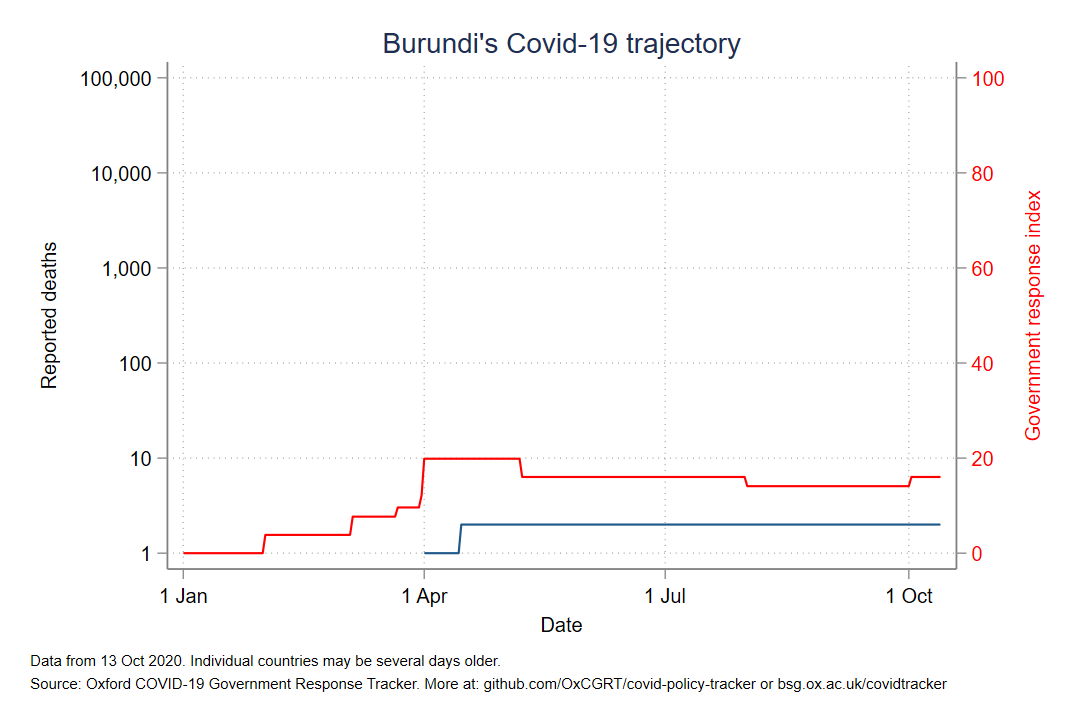 Burundi's Covid-19 trajectory
100,000
10,000
1,000
100
10
1
Reported deaths
100
80
60
40
20
0
Government response index
1 Jan
1 Apr
1 Jul
1 Oct
Date
Data from 13 Oct 2020. Individual countries may be several days older.
Source: Oxford COVID-19 Government Response Tracker. More at: github.com/OxCGRT/covid-policy-tracker or bsg.ox.ac.uk/covidtracker